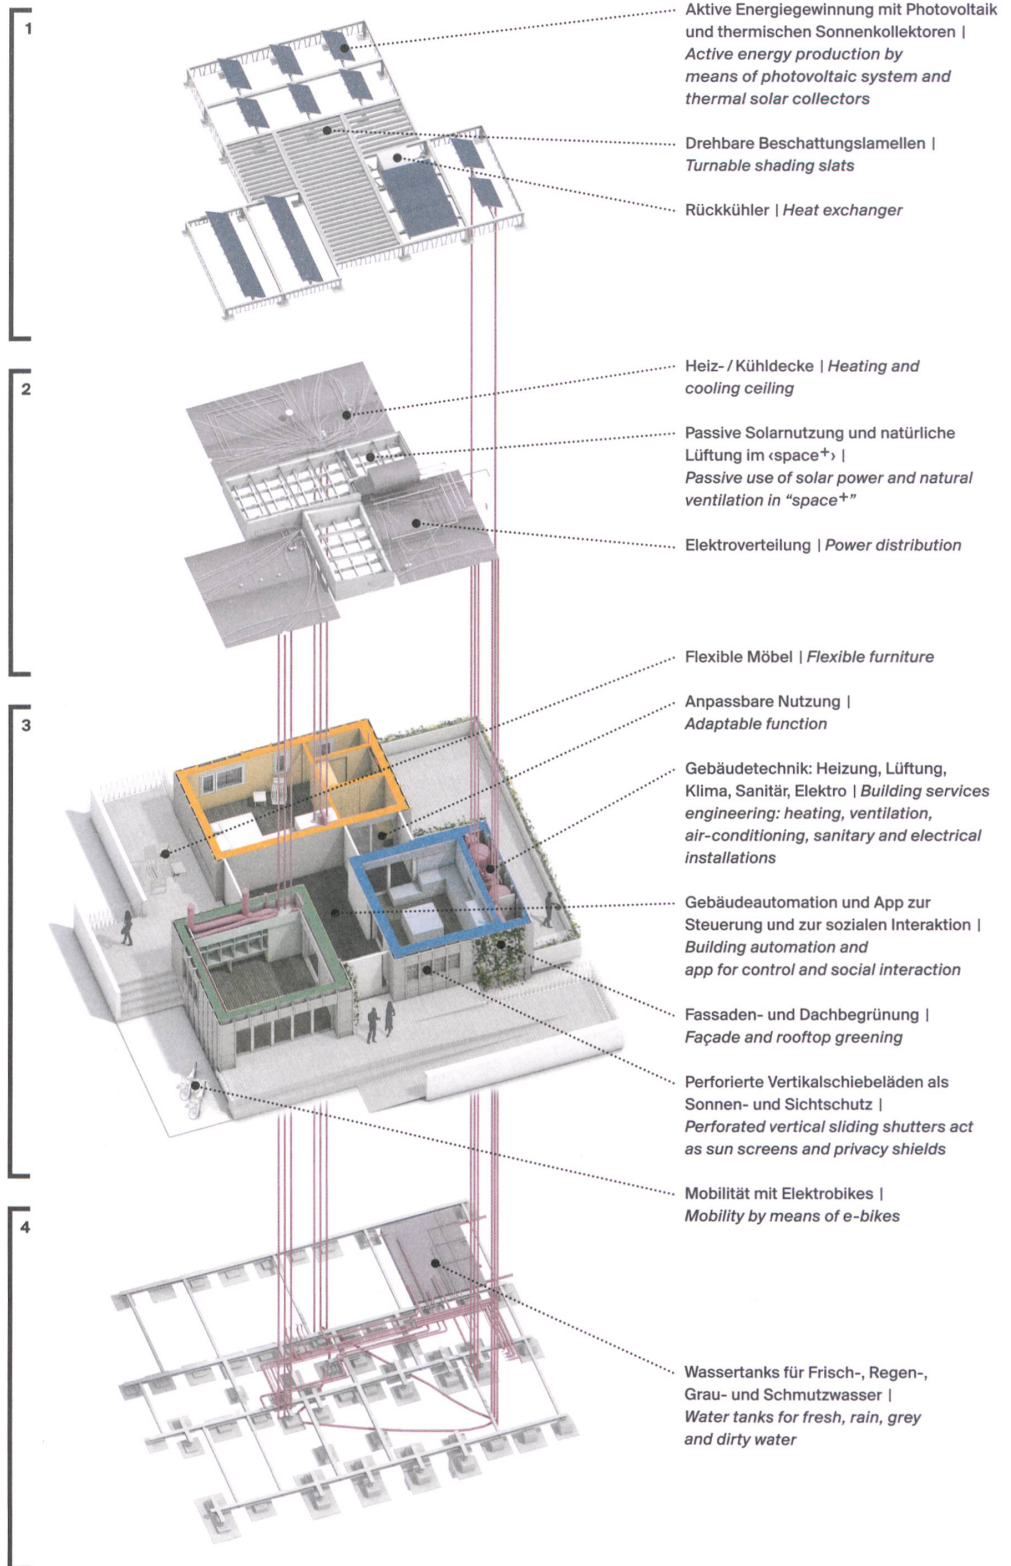 1
Aktive Energiegewinnung mit Photovoltaik
und thermischen Sonnenkollektoren |
Active energy production by
means of photovoltaic system and
thermal solar collectors
Drehbare Beschattungslamellen |
Turnable shading slats
Rückkühler | Heat exchanger
2
Heiz- / Kühldecke | Heating and
cooling ceiling
Passive Solarnutzung und natürliche
Lüftung im ‹space+› |
Passive use of solar power and natural
ventilation in “space+”
Elektroverteilung | Power distribution
3
Flexible Möbel | Flexible furniture
Anpassbare Nutzung |
Adaptable function
Gebäudetechnik: Heizung, Lüftung,
Klima, Sanitär, Elektro | Building services
engineering: heating, ventilation,
air-conditioning, sanitary and electrical
installations
Gebäudeautomation und App zur
Steuerung und zur sozialen Interaktion |
Building automation and
app for control and social interaction
Fassaden- und Dachbegrünung |
Façade and rooftop greening
Perforierte Vertikalschiebeläden als
Sonnen- und Sichtschutz |
Perforated vertical sliding shutters act
as sun screens and privacy shields
Mobilität mit Elektrobikes |
Mobility by means of e-bikes
4
Wassertanks für Frisch-, Regen-,
Grau- und Schmutzwasser |
Water tanks for fresh, rain, grey
and dirty water